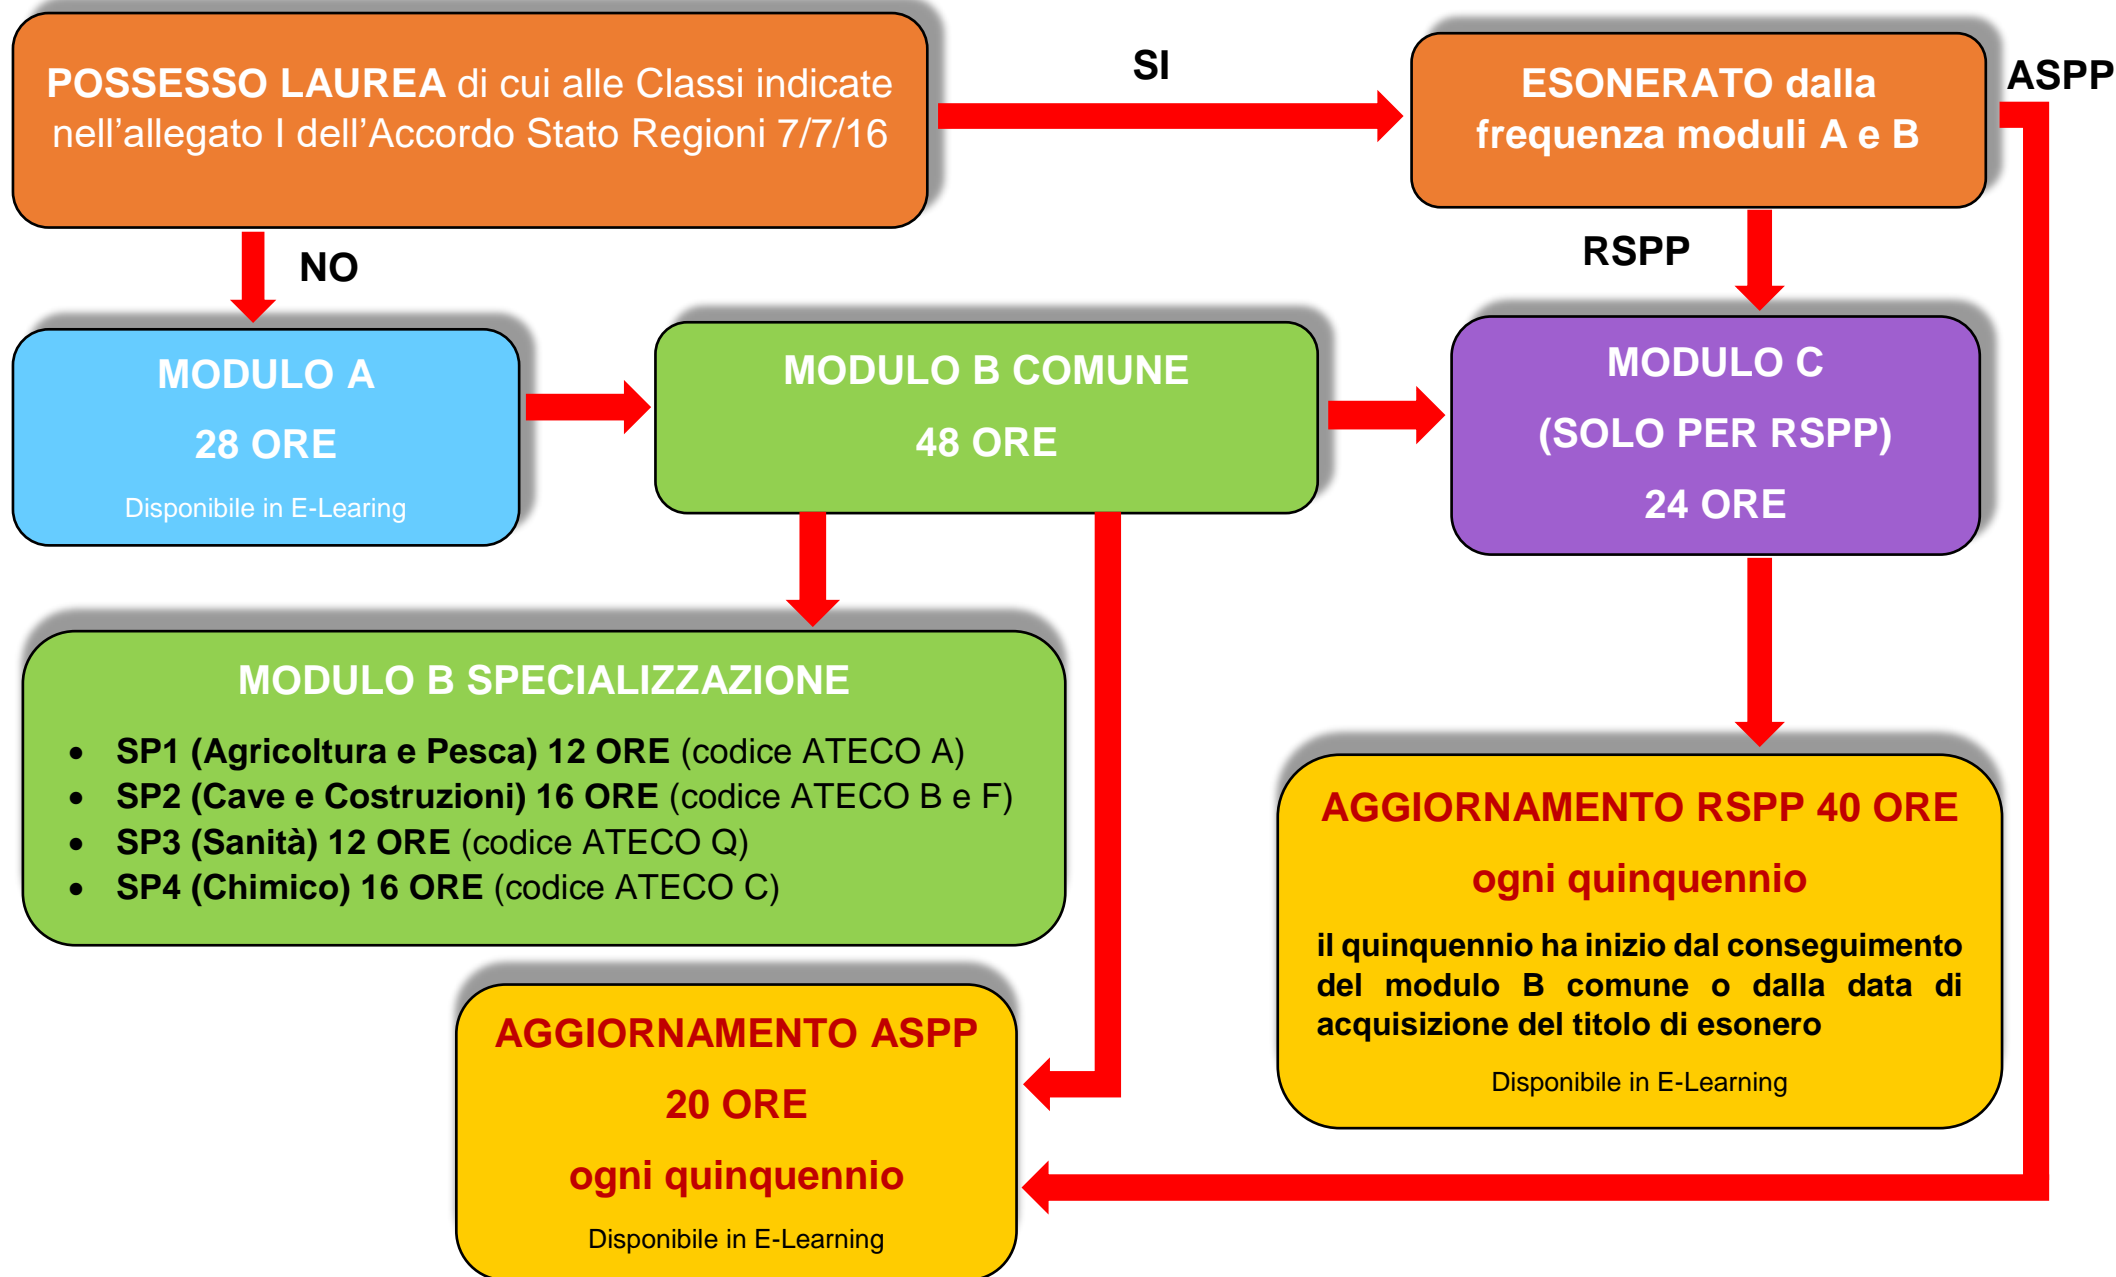 POSSESSO LAUREA di cui alle Classi indicate
nell’allegato I dell’Accordo Stato Regioni 7/7/16
SI
ESONERATO dalla
frequenza moduli A e B
ASPP
NO
RSPP
MODULO A
28 ORE
Disponibile in E-Learing
MODULO B COMUNE
48 ORE
MODULO C
(SOLO PER RSPP)
24 ORE
MODULO B SPECIALIZZAZIONE
• SP1 (Agricoltura e Pesca) 12 ORE (codice ATECO A)
• SP2 (Cave e Costruzioni) 16 ORE (codice ATECO B e F)
• SP3 (Sanità) 12 ORE (codice ATECO Q)
• SP4 (Chimico) 16 ORE (codice ATECO C)
AGGIORNAMENTO RSPP 40 ORE
ogni quinquennio
il quinquennio ha inizio dal conseguimento
del modulo B comune o dalla data di
acquisizione del titolo di esonero
Disponibile in E-Learning
AGGIORNAMENTO ASPP
20 ORE
ogni quinquennio
Disponibile in E-Learning